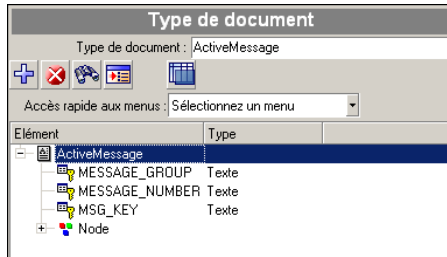 Type de document
Type de document : ActiveMessage
Accès rapide aux menus : Sélectionnez un menu
Elément Type
ActiveMessage
MESSAGE_GROUP Texte
MESSAGE_NUMBER Texte
MSG_KEY Texte
Node